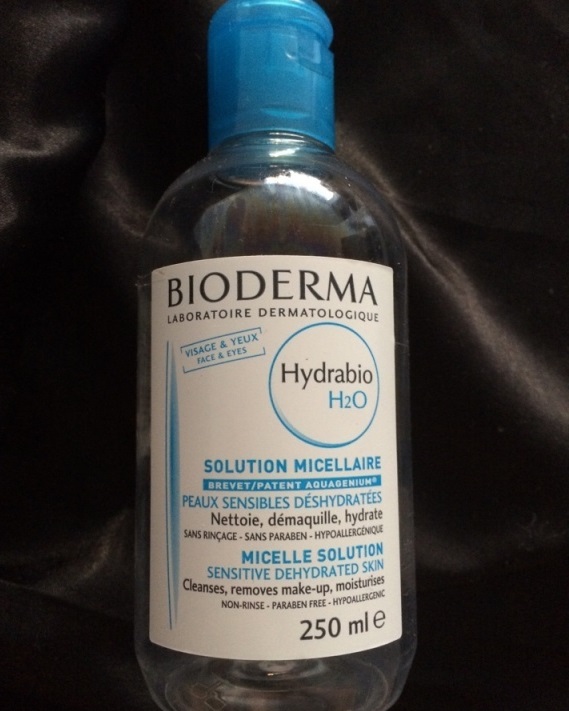 BIODERMA
LABORATOIRE DERMATOLOGIQUE
VISAGE & YEUX
FACE & EYES
Hydrabio
H2O
SOLUTION MICELLAIRE
BREVET/PATENT AQUAGENIUM®
PEAUX SENSIBLES DÉSHYDRATÉES
Nettoie, démaquille, hydrate
SANS RINÇAGE - SANS PARABEN - HYPOALLERGÉNIQUE
MICELLE SOLUTION
SENSITIVE DEHYDRATED SKIN
Cleanses, removes make-up, moisturises
NON-RINSE - PARABEN FREE - HYPOALLERGENIC
250 ml ℮